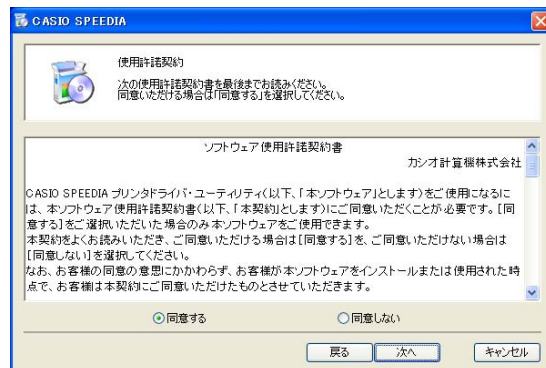 CASIO SPEEDIA
使用許諾契約
次の使用許諾契約書を最後までお読みください。
同意いただける場合は「同意する」を選択してください。
ソフトウェア使用許諾契約書
カシオ計算機株式会社
CASIO SPEEDIA プリンタドライバ・ユーティリティ(以下、「本ソフトウェア」とします)をご使用になるに
は、本ソフトウェア使用許諾契約書(以下、「本契約」とします)にご同意いただくことが必要です。[同
意する]をご選択いただいた場合のみ本ソフトウェアをご使用できます。
本契約をよくお読みいただき、ご同意いただける場合は[同意する]を、ご同意いただけない場合は
[同意しない]を選択してください。
なお、お客様の同意の意思にかかわらず、お客様が本ソフトウェアをインストールまたは使用された時
点で、お客様は本契約にご同意いただけたものとさせていただきます。
同意する 同意しない
戻る 次へ キャンセル